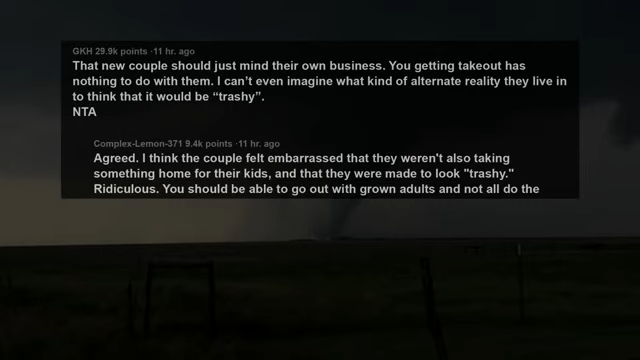 GKH 29.9k points ·11 hr. ago
That new couple should just mind their own business. You getting takeout has
nothing to do with them. I can't even imagine what kind of alternate reality they live in
to think that it would be “trashy”.
NTA
Complex-Lemon-371 9.4k points ·11 hr. ago
Agreed. I think the couple felt embarrassed that they weren't also taking
something home for their kids, and that they were made to look "trashy."
Ridiculous. You should be able to go out with grown adults and not all do the